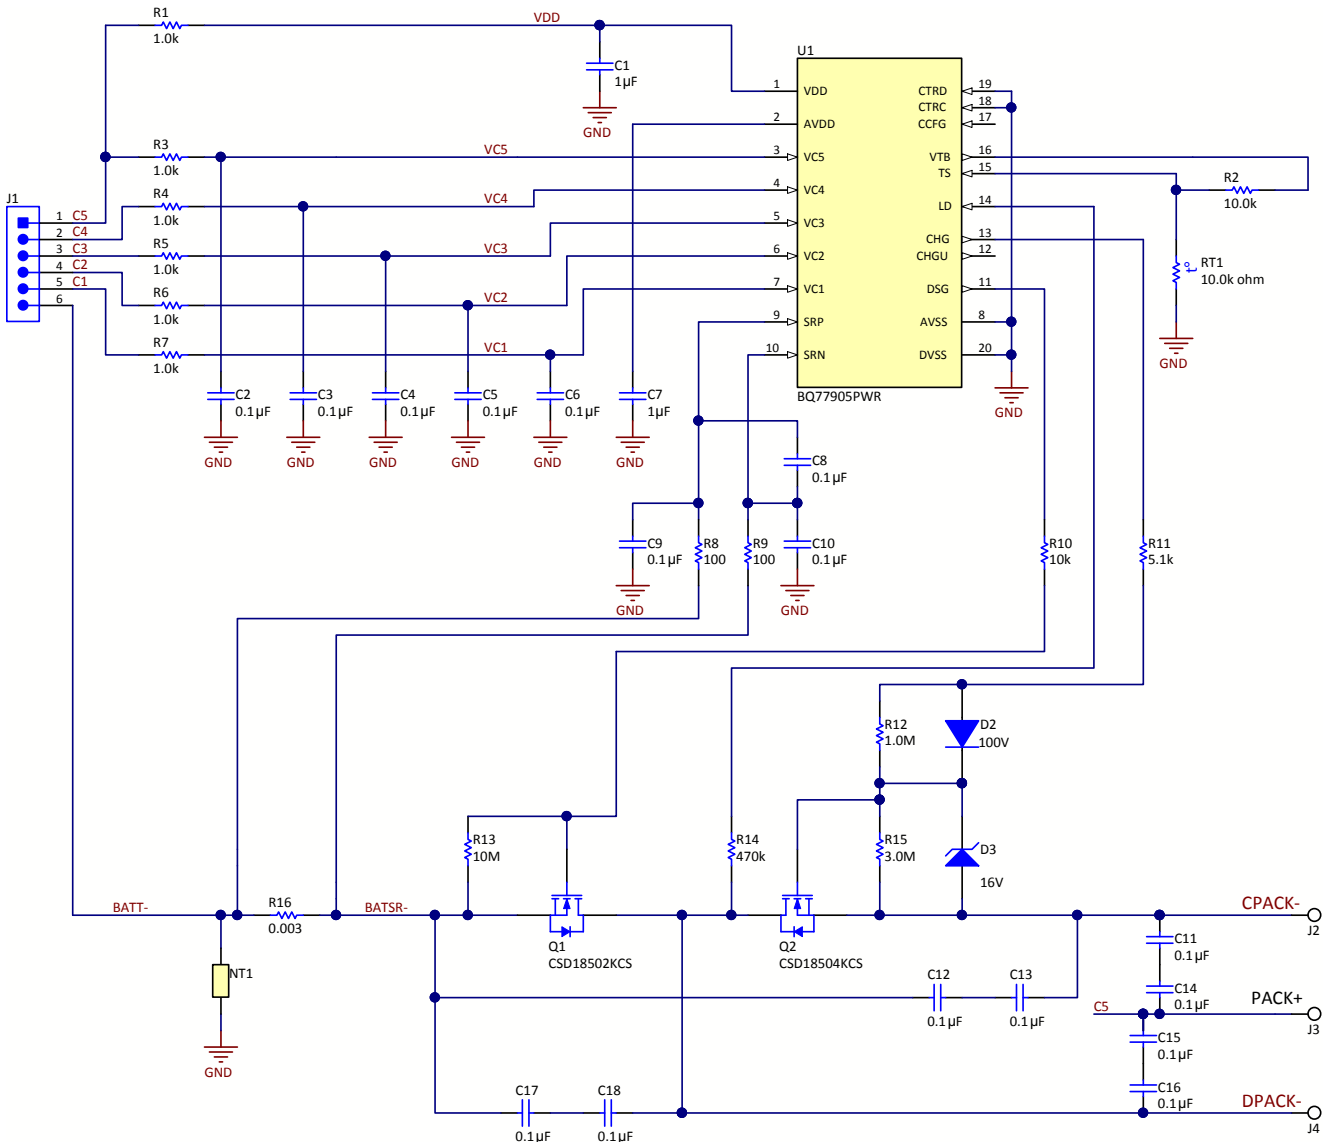 R1
1.0k
VDD
C1
1µF
GND
U1
1 VDD
2 AVDD
3 VC5
4 VC4
5 VC3
6 VC2
7 VC1
9 SRP
10 SRN
CTRD 19
CTRC 18
CCFG 17
VTB 16
TS 15
LD 14
CHG 13
CHGU 12
DSG 11
AVSS 8
DVSS 20
BQ77905PWR
GND
R2
10.0k
RT1
t°
10.0k ohm
GND
J1
1 C5
2 C4
3 C3
4 C2
5 C1
6
R3
1.0k
VC5
R4
1.0k
VC4
R5
1.0k
VC3
R6
1.0k
VC2
R7
1.0k
VC1
C2
0.1µF
GND
C3
0.1µF
GND
C4
0.1µF
GND
C5
0.1µF
GND
C6
0.1µF
GND
C7
1µF
GND
C8
0.1µF
C9
0.1µF
GND
R8
100
R9
100
C10
0.1µF
GND
R10
10k
R11
5.1k
R12
1.0M
D2
100V
R13
10M
R14
470k
R15
3.0M
D3
16V
BATT-
R16
0.003
BATSR-
Q1
CSD18502KCS
Q2
CSD18504KCS
CPACK-
J2
NT1
GND
C11
0.1µF
C12
0.1µF
C13
0.1µF
C14
0.1µF
C5
PACK+
J3
C15
0.1µF
C16
0.1µF
C17
0.1µF
C18
0.1µF
DPACK-
J4